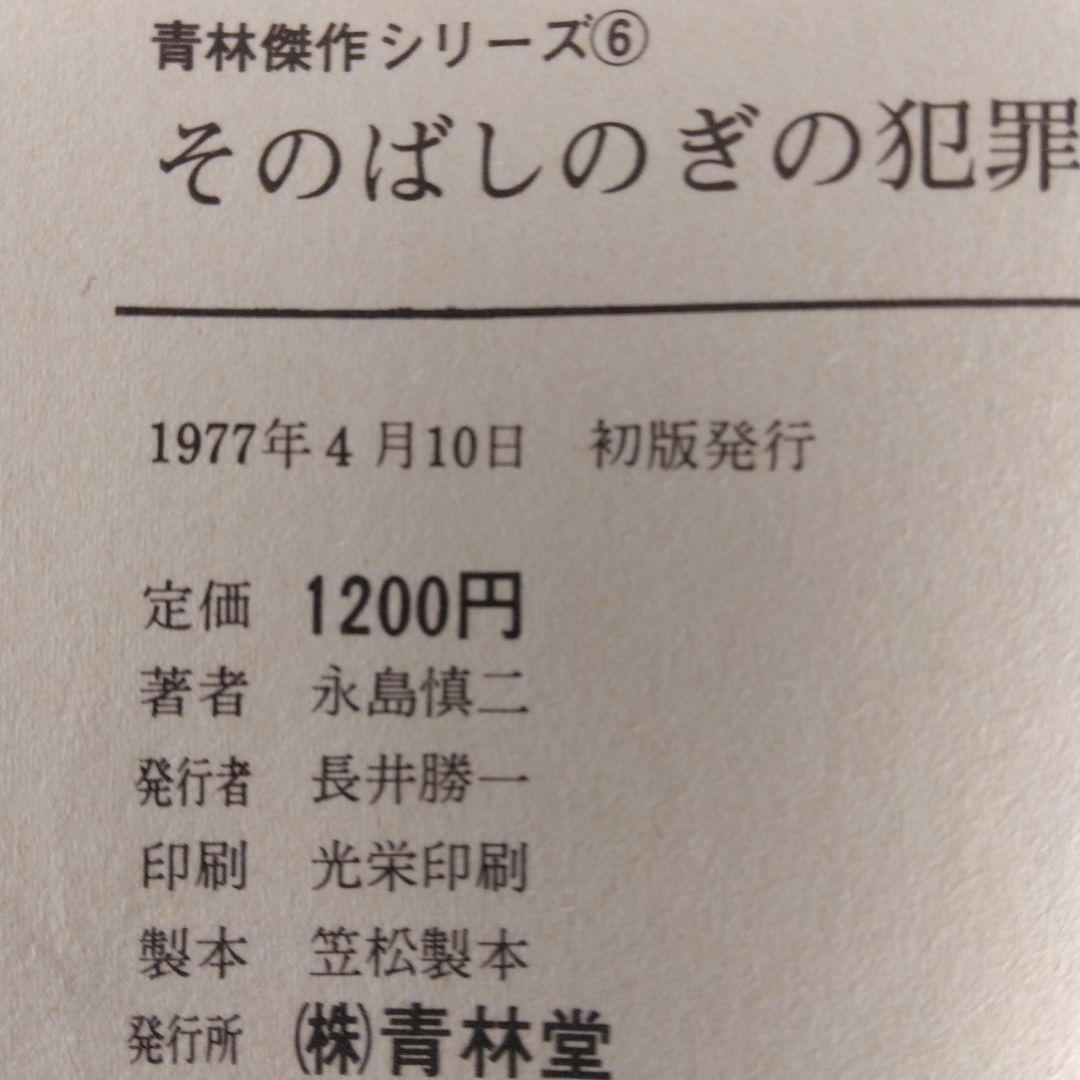 青林傑作シリーズ⑥
そのばしのぎの犯罪
1977年4月10日 初版発行
定価 1200円
著者 永島慎二
発行者 長井勝一
印刷 光栄印刷
製本 笠松製本
発行所 (株)青林堂